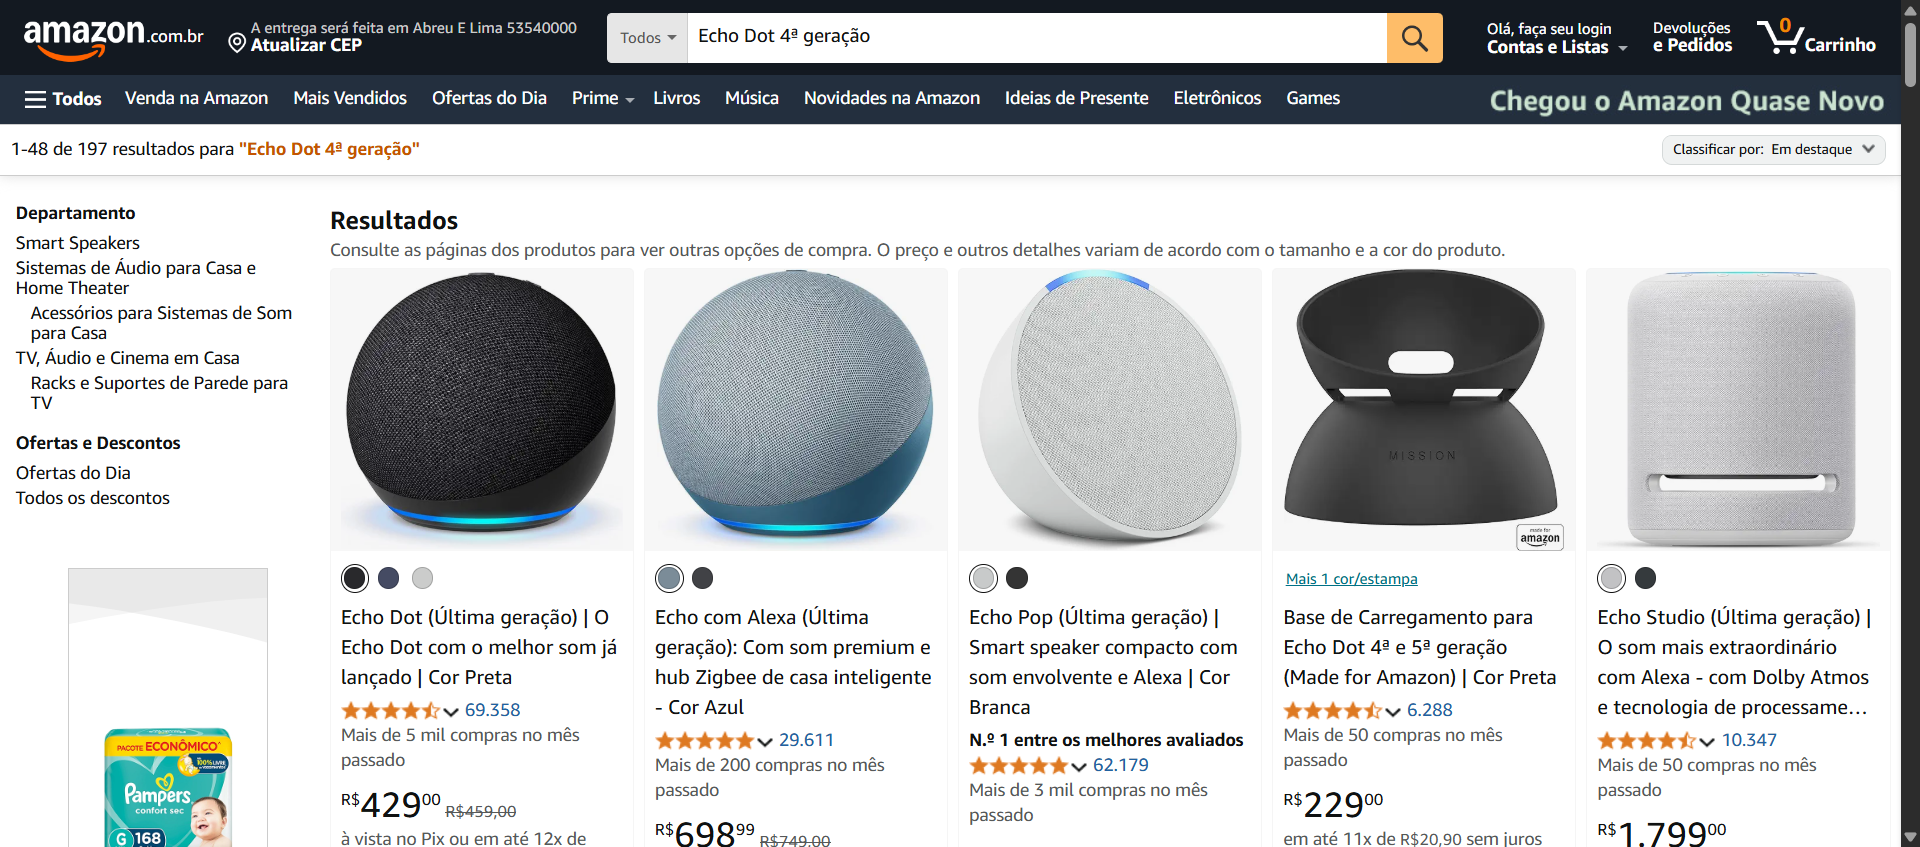 amazon.com.br
A entrega será feita em Abreu E Lima 53540000
Atualizar CEP
Todos
Echo Dot 4ª geração
Olá, faça seu login
Contas e Listas
Devoluções
e Pedidos
0
Carrinho
Todos
Venda na Amazon
Mais Vendidos
Ofertas do Dia
Prime
Livros
Música
Novidades na Amazon
Ideias de Presente
Eletrônicos
Games
Chegou o Amazon Quase Novo
1-48 de 197 resultados para "Echo Dot 4ª geração"
Classificar por: Em destaque
Departamento
Smart Speakers
Sistemas de Áudio para Casa e
Home Theater
Acessórios para Sistemas de Som
para Casa
TV, Áudio e Cinema em Casa
Racks e Suportes de Parede para
TV
Ofertas e Descontos
Ofertas do Dia
Todos os descontos
PACOTE ECONÔMICO*
Pampers
confort sec
G 168
Resultados
Consulte as páginas dos produtos para ver outras opções de compra. O preço e outros detalhes variam de acordo com o tamanho e a cor do produto.
Echo Dot (Última geração) | O
Echo Dot com o melhor som já
lançado | Cor Preta
69.358
Mais de 5 mil compras no mês
passado
R$42900 R$459,00
à vista no Pix ou em até 12x de
Echo com Alexa (Última
geração): Com som premium e
hub Zigbee de casa inteligente
- Cor Azul
29.611
Mais de 200 compras no mês
passado
R$69899 R$749,00
Echo Pop (Última geração) |
Smart speaker compacto com
som envolvente e Alexa | Cor
Branca
N.º 1 entre os melhores avaliados
62.179
Mais de 3 mil compras no mês
passado
MISSION
made for
amazon
Mais 1 cor/estampa
Base de Carregamento para
Echo Dot 4ª e 5ª geração
(Made for Amazon) | Cor Preta
6.288
Mais de 50 compras no mês
passado
R$22900
em até 11x de R$20,90 sem juros
Echo Studio (Última geração) |
O som mais extraordinário
com Alexa - com Dolby Atmos
e tecnologia de processame...
10.347
Mais de 50 compras no mês
passado
R$1.79900